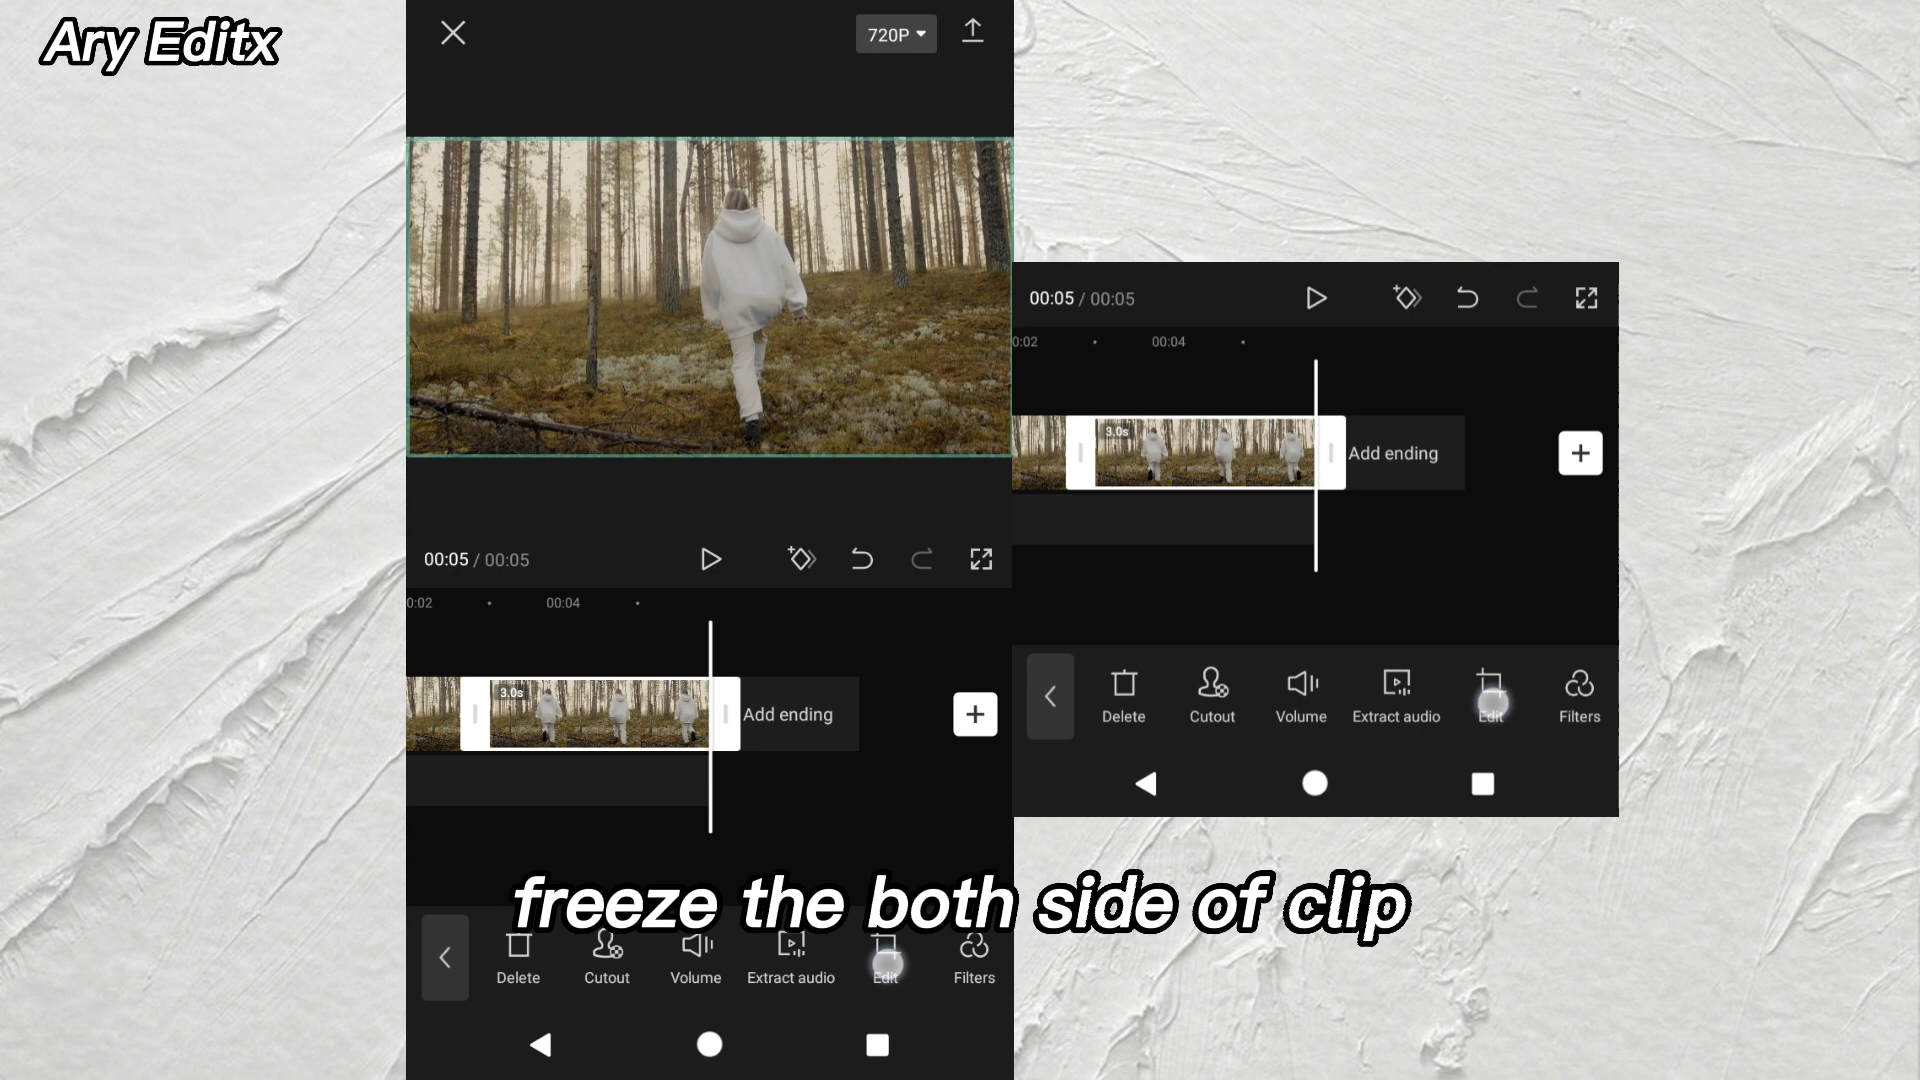 Ary Editx
720P
00:05 / 00:05
0:02
00:04
3.0s
Add ending
Delete
Cutout
Volume
Extract audio
Edit
Filters
00:05 / 00:05
0:02
00:04
3.0s
Add ending
Delete
Cutout
Volume
Extract audio
Edit
Filters
freeze the both side of clip